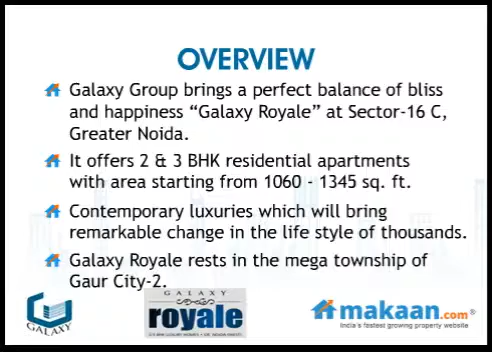 OVERVIEW
Galaxy Group brings a perfect balance of bliss
and happiness “Galaxy Royale” at Sector-16 C,
Greater Noida.
It offers 2 & 3 BHK residential apartments
with area starting from 1060 - 1345 sq. ft.
Contemporary luxuries which will bring
remarkable change in the life style of thousands.
Galaxy Royale rests in the mega township of
Gaur City-2.
GALAXY
GALAXY
royale
makaan.com®
India's fastest growing property website